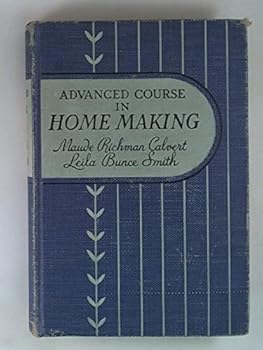 ADVANCED COURSE
IN
HOME MAKING
Maude Richman Calvert
Leila Bunce Smith